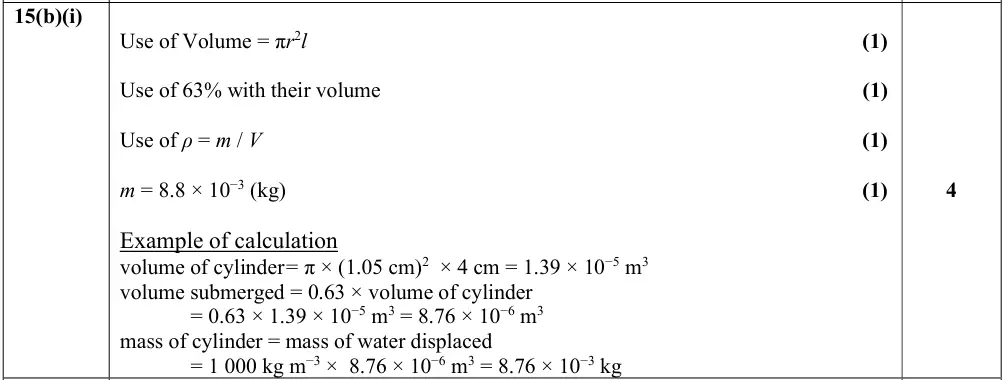 15(b)(i)
Use of Volume = πr²l (1)
Use of 63% with their volume (1)
Use of ρ = m / V (1)
m = 8.8 × 10⁻³ (kg) (1) 4
Example of calculation
volume of cylinder= π × (1.05 cm)² × 4 cm = 1.39 × 10⁻⁵ m³
volume submerged = 0.63 × volume of cylinder
= 0.63 × 1.39 × 10⁻⁵ m³ = 8.76 × 10⁻⁶ m³
mass of cylinder = mass of water displaced
= 1 000 kg m⁻³ × 8.76 × 10⁻⁶ m³ = 8.76 × 10⁻³ kg